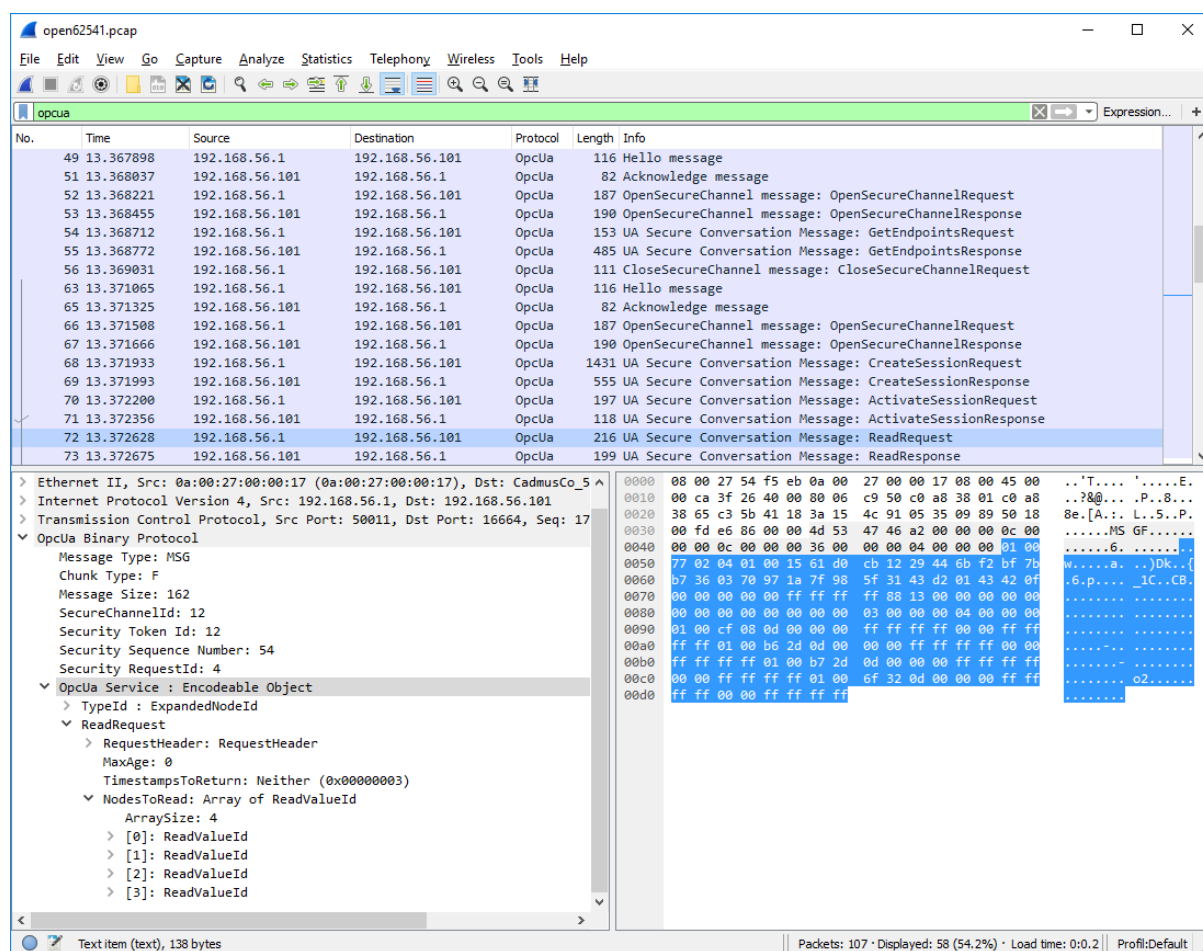 open62541.pcap
File Edit View Go Capture Analyze Statistics Telephony Wireless Tools Help
opcua
Expression... +
No. Time Source Destination Protocol Length Info
49 13.367898 192.168.56.1 192.168.56.101 OpcUa 116 Hello message
51 13.368037 192.168.56.101 192.168.56.1 OpcUa 82 Acknowledge message
52 13.368221 192.168.56.1 192.168.56.101 OpcUa 187 OpenSecureChannel message: OpenSecureChannelRequest
53 13.368455 192.168.56.101 192.168.56.1 OpcUa 190 OpenSecureChannel message: OpenSecureChannelResponse
54 13.368712 192.168.56.1 192.168.56.101 OpcUa 153 UA Secure Conversation Message: GetEndpointsRequest
55 13.368772 192.168.56.101 192.168.56.1 OpcUa 485 UA Secure Conversation Message: GetEndpointsResponse
56 13.369031 192.168.56.1 192.168.56.101 OpcUa 111 CloseSecureChannel message: CloseSecureChannelRequest
63 13.371065 192.168.56.1 192.168.56.101 OpcUa 116 Hello message
65 13.371325 192.168.56.101 192.168.56.1 OpcUa 82 Acknowledge message
66 13.371508 192.168.56.1 192.168.56.101 OpcUa 187 OpenSecureChannel message: OpenSecureChannelRequest
67 13.371666 192.168.56.101 192.168.56.1 OpcUa 190 OpenSecureChannel message: OpenSecureChannelResponse
68 13.371933 192.168.56.1 192.168.56.101 OpcUa 1431 UA Secure Conversation Message: CreateSessionRequest
69 13.371993 192.168.56.101 192.168.56.1 OpcUa 555 UA Secure Conversation Message: CreateSessionResponse
70 13.372200 192.168.56.1 192.168.56.101 OpcUa 197 UA Secure Conversation Message: ActivateSessionRequest
71 13.372356 192.168.56.101 192.168.56.1 OpcUa 118 UA Secure Conversation Message: ActivateSessionResponse
72 13.372628 192.168.56.1 192.168.56.101 OpcUa 216 UA Secure Conversation Message: ReadRequest
73 13.372675 192.168.56.101 192.168.56.1 OpcUa 199 UA Secure Conversation Message: ReadResponse
Ethernet II, Src: 0a:00:27:00:00:17 (0a:00:27:00:00:17), Dst: CadmusCo_5
Internet Protocol Version 4, Src: 192.168.56.1, Dst: 192.168.56.101
Transmission Control Protocol, Src Port: 50011, Dst Port: 16664, Seq: 17
OpcUa Binary Protocol
Message Type: MSG
Chunk Type: F
Message Size: 162
SecureChannelId: 12
Security Token Id: 12
Security Sequence Number: 54
Security RequestId: 4
OpcUa Service : Encodeable Object
TypeId : ExpandedNodeId
ReadRequest
RequestHeader: RequestHeader
MaxAge: 0
TimestampsToReturn: Neither (0x00000003)
NodesToRead: Array of ReadValueId
ArraySize: 4
[0]: ReadValueId
[1]: ReadValueId
[2]: ReadValueId
[3]: ReadValueId
0000 08 00 27 54 f5 eb 0a 00 27 00 00 17 08 00 45 00 ..'T.... '.....E.
0010 00 ca 3f 26 40 00 80 06 c9 50 c0 a8 38 01 c0 a8 ..?&@... .P..8...
0020 38 65 c3 5b 41 18 3a 15 4c 91 05 35 09 89 50 18 8e.[A.:. L..5..P.
0030 00 fd e6 86 00 00 4d 53 47 46 a2 00 00 00 0c 00 ......MS GF......
0040 00 00 0c 00 00 00 36 00 00 00 04 00 00 00 01 00 ......6. ........
0050 77 02 04 01 00 15 61 d0 cb 12 29 44 6b f2 bf 7b w.....a. ..)Dk..{
0060 b7 36 03 70 97 1a 7f 98 5f 31 43 d2 01 43 42 0f .6.p.... _1C..CB.
0070 00 00 00 00 00 ff ff ff ff 88 13 00 00 00 00 00 ........ ........
0080 00 00 00 00 00 00 00 00 03 00 00 00 04 00 00 00 ........ ........
0090 01 00 cf 08 0d 00 00 00 ff ff ff ff 00 00 ff ff ........ ........
00a0 ff ff 01 00 b6 2d 0d 00 00 00 ff ff ff ff 00 00 .....-.. ........
00b0 ff ff ff ff 01 00 b7 2d 0d 00 00 00 ff ff ff ff .......- ........
00c0 00 00 ff ff ff ff 01 00 6f 32 0d 00 00 00 ff ff ........ o2......
00d0 ff ff 00 00 ff ff ff ff ........
Text item (text), 138 bytes
Packets: 107 · Displayed: 58 (54.2%) · Load time: 0:0.2
Profil:Default